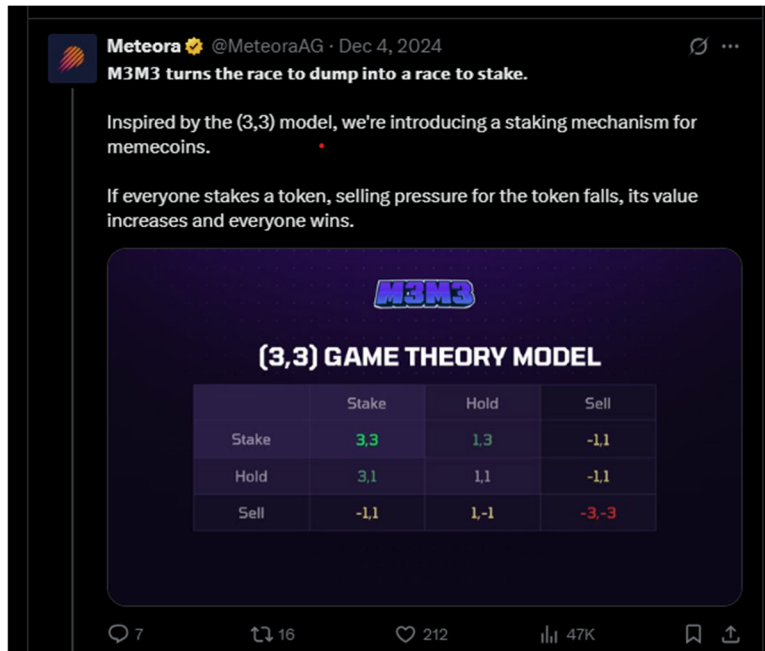 Meteora @MeteoraAG · Dec 4, 2024
M3M3 turns the race to dump into a race to stake.
Inspired by the (3,3) model, we're introducing a staking mechanism for
memecoins.
If everyone stakes a token, selling pressure for the token falls, its value
increases and everyone wins.
M3M3
(3,3) GAME THEORY MODEL
Stake Hold Sell
Stake 3,3 1,3 -1,1
Hold 3,1 1,1 -1,1
Sell -1,1 1,-1 -3,-3
7 16 212 47K